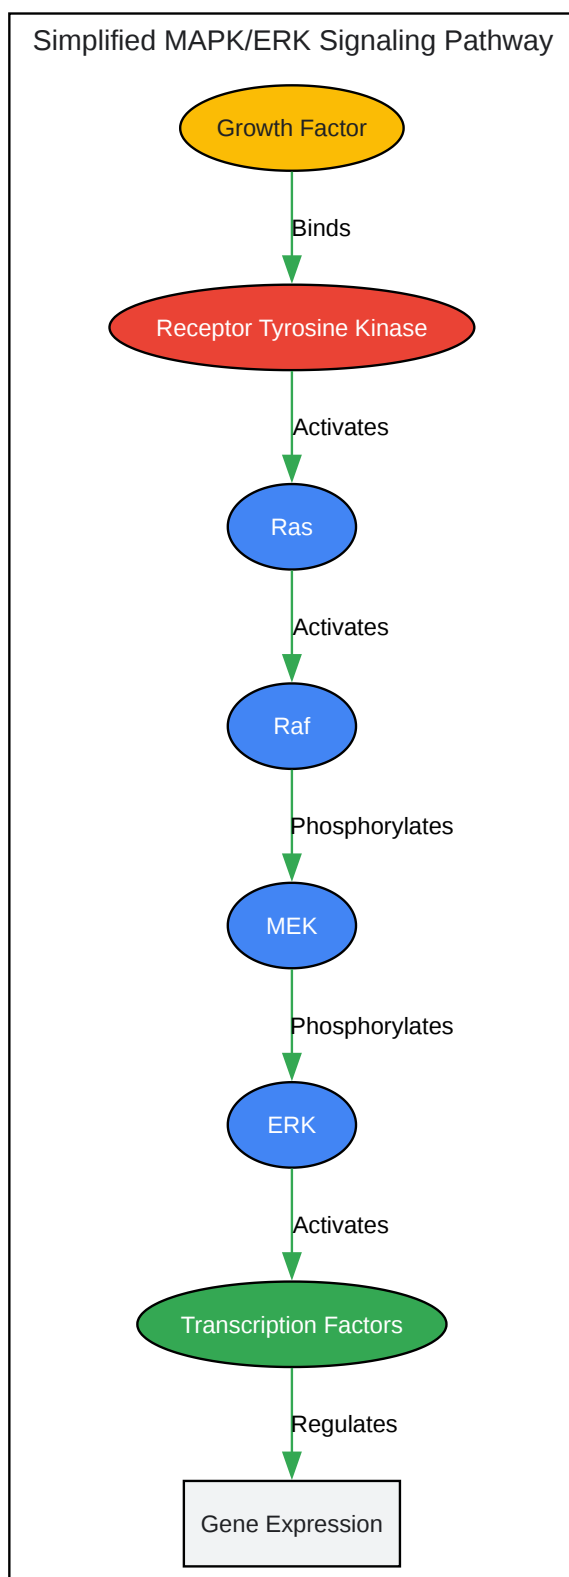 Simplified MAPK/ERK Signaling Pathway
Growth Factor
Binds
Receptor Tyrosine Kinase
Activates
Ras
Activates
Raf
Phosphorylates
MEK
Phosphorylates
ERK
Activates
Transcription Factors
Regulates
Gene Expression